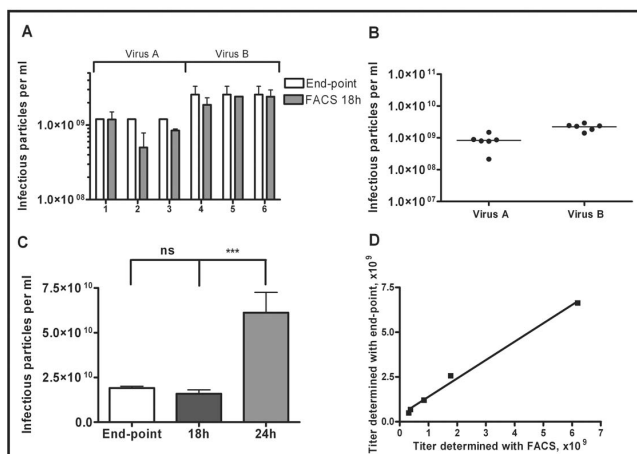 A
Virus A
Virus B
Infectious particles per ml
1.0×10 09
1.0×10 08
End-point
FACS 18h
1
2
3
4
5
6
B
Infectious particles per ml
1.0×10 11
1.0×10 10
1.0×10 09
1.0×10 08
1.0×10 07
Virus A
Virus B
C
Infectious particles per ml
7.5×10 10
5.0×10 10
2.5×10 10
0.0
ns
***
End-point
18h
24h
D
Titer determined with end-point, x10 9
7.5
5.0
2.5
0.0
0
1
2
3
4
5
6
7
Titer determined with FACS, x10 9